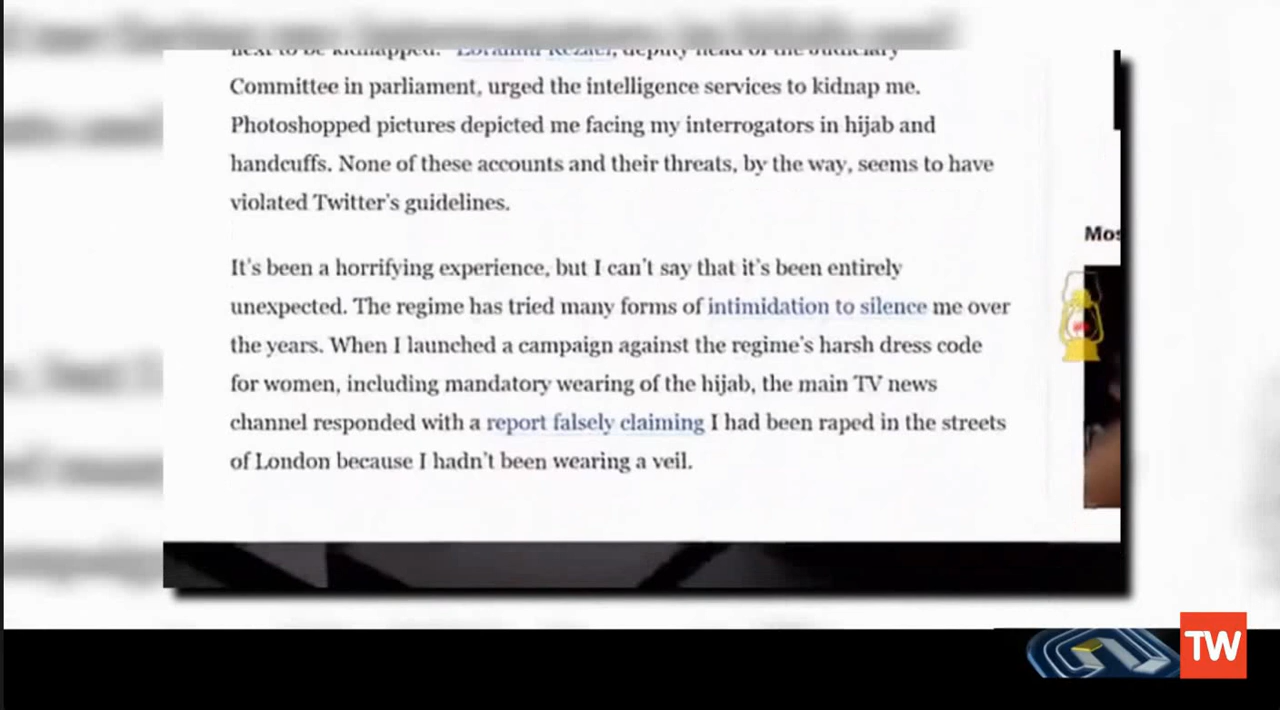 Committee in parliament, urged the intelligence services to kidnap me.
Photoshopped pictures depicted me facing my interrogators in hijab and
handcuffs. None of these accounts and their threats, by the way, seems to have
violated Twitter's guidelines.
It's been a horrifying experience, but I can't say that it's been entirely
unexpected. The regime has tried many forms of intimidation to silence me over
the years. When I launched a campaign against the regime's harsh dress code
for women, including mandatory wearing of the hijab, the main TV news
channel responded with a report falsely claiming I had been raped in the streets
of London because I hadn't been wearing a veil.
Mos
TW